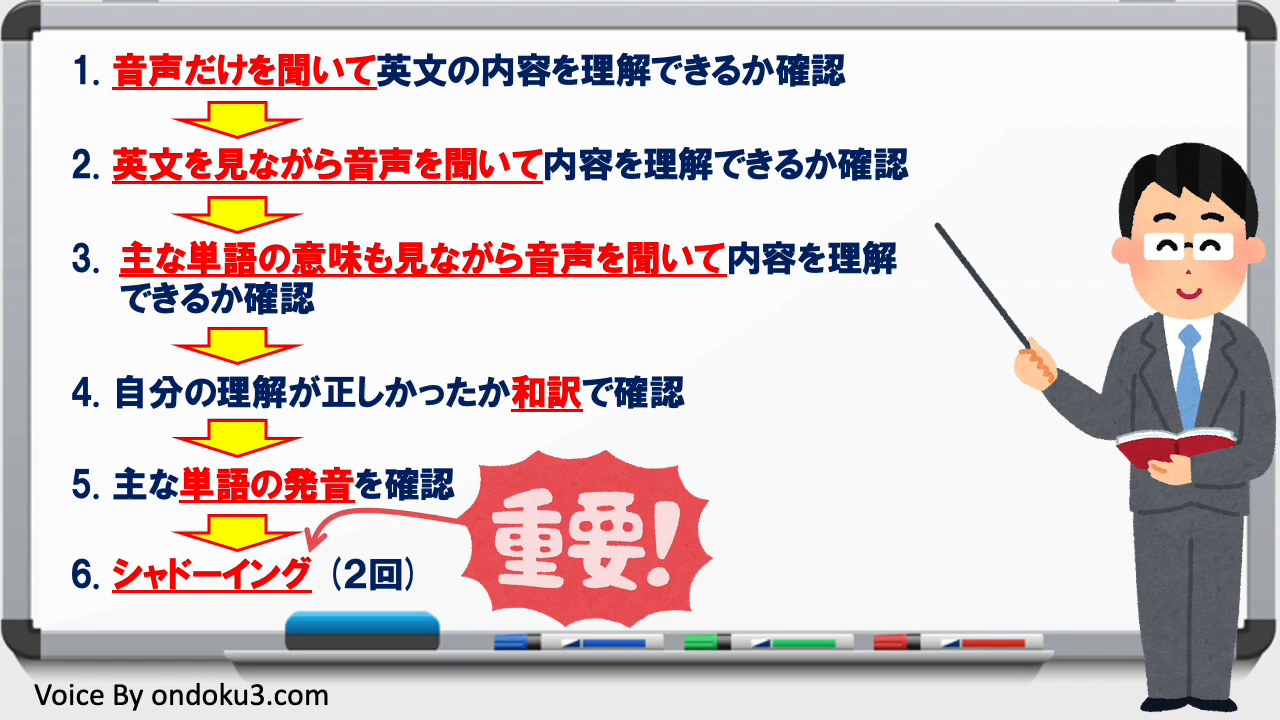 1. 音声だけを聞いて英文の内容を理解できるか確認
2. 英文を見ながら音声を聞いて内容を理解できるか確認
3. 主な単語の意味も見ながら音声を聞いて内容を理解
できるか確認
4. 自分の理解が正しかったか和訳で確認
5. 主な単語の発音を確認
重要!
6. シャドーイング（2回）
Voice By ondoku3.com